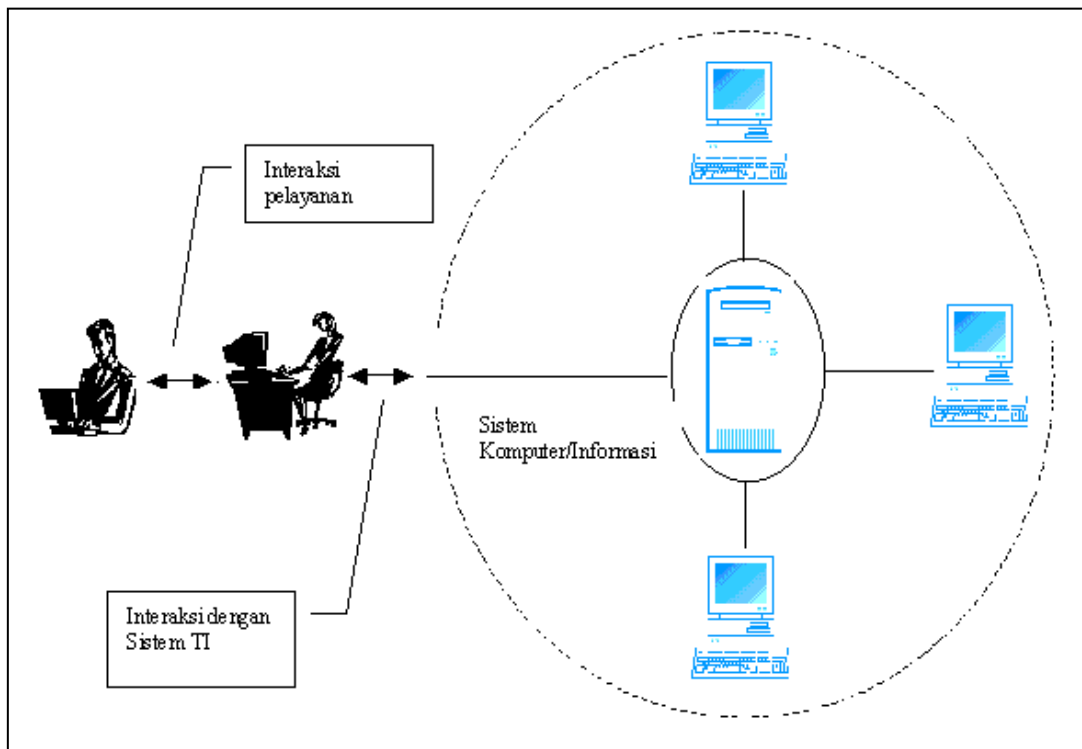 Interaksi
pelayanan
Sistem
Komputer/Informasi
Interaksi dengan
Sistem TI